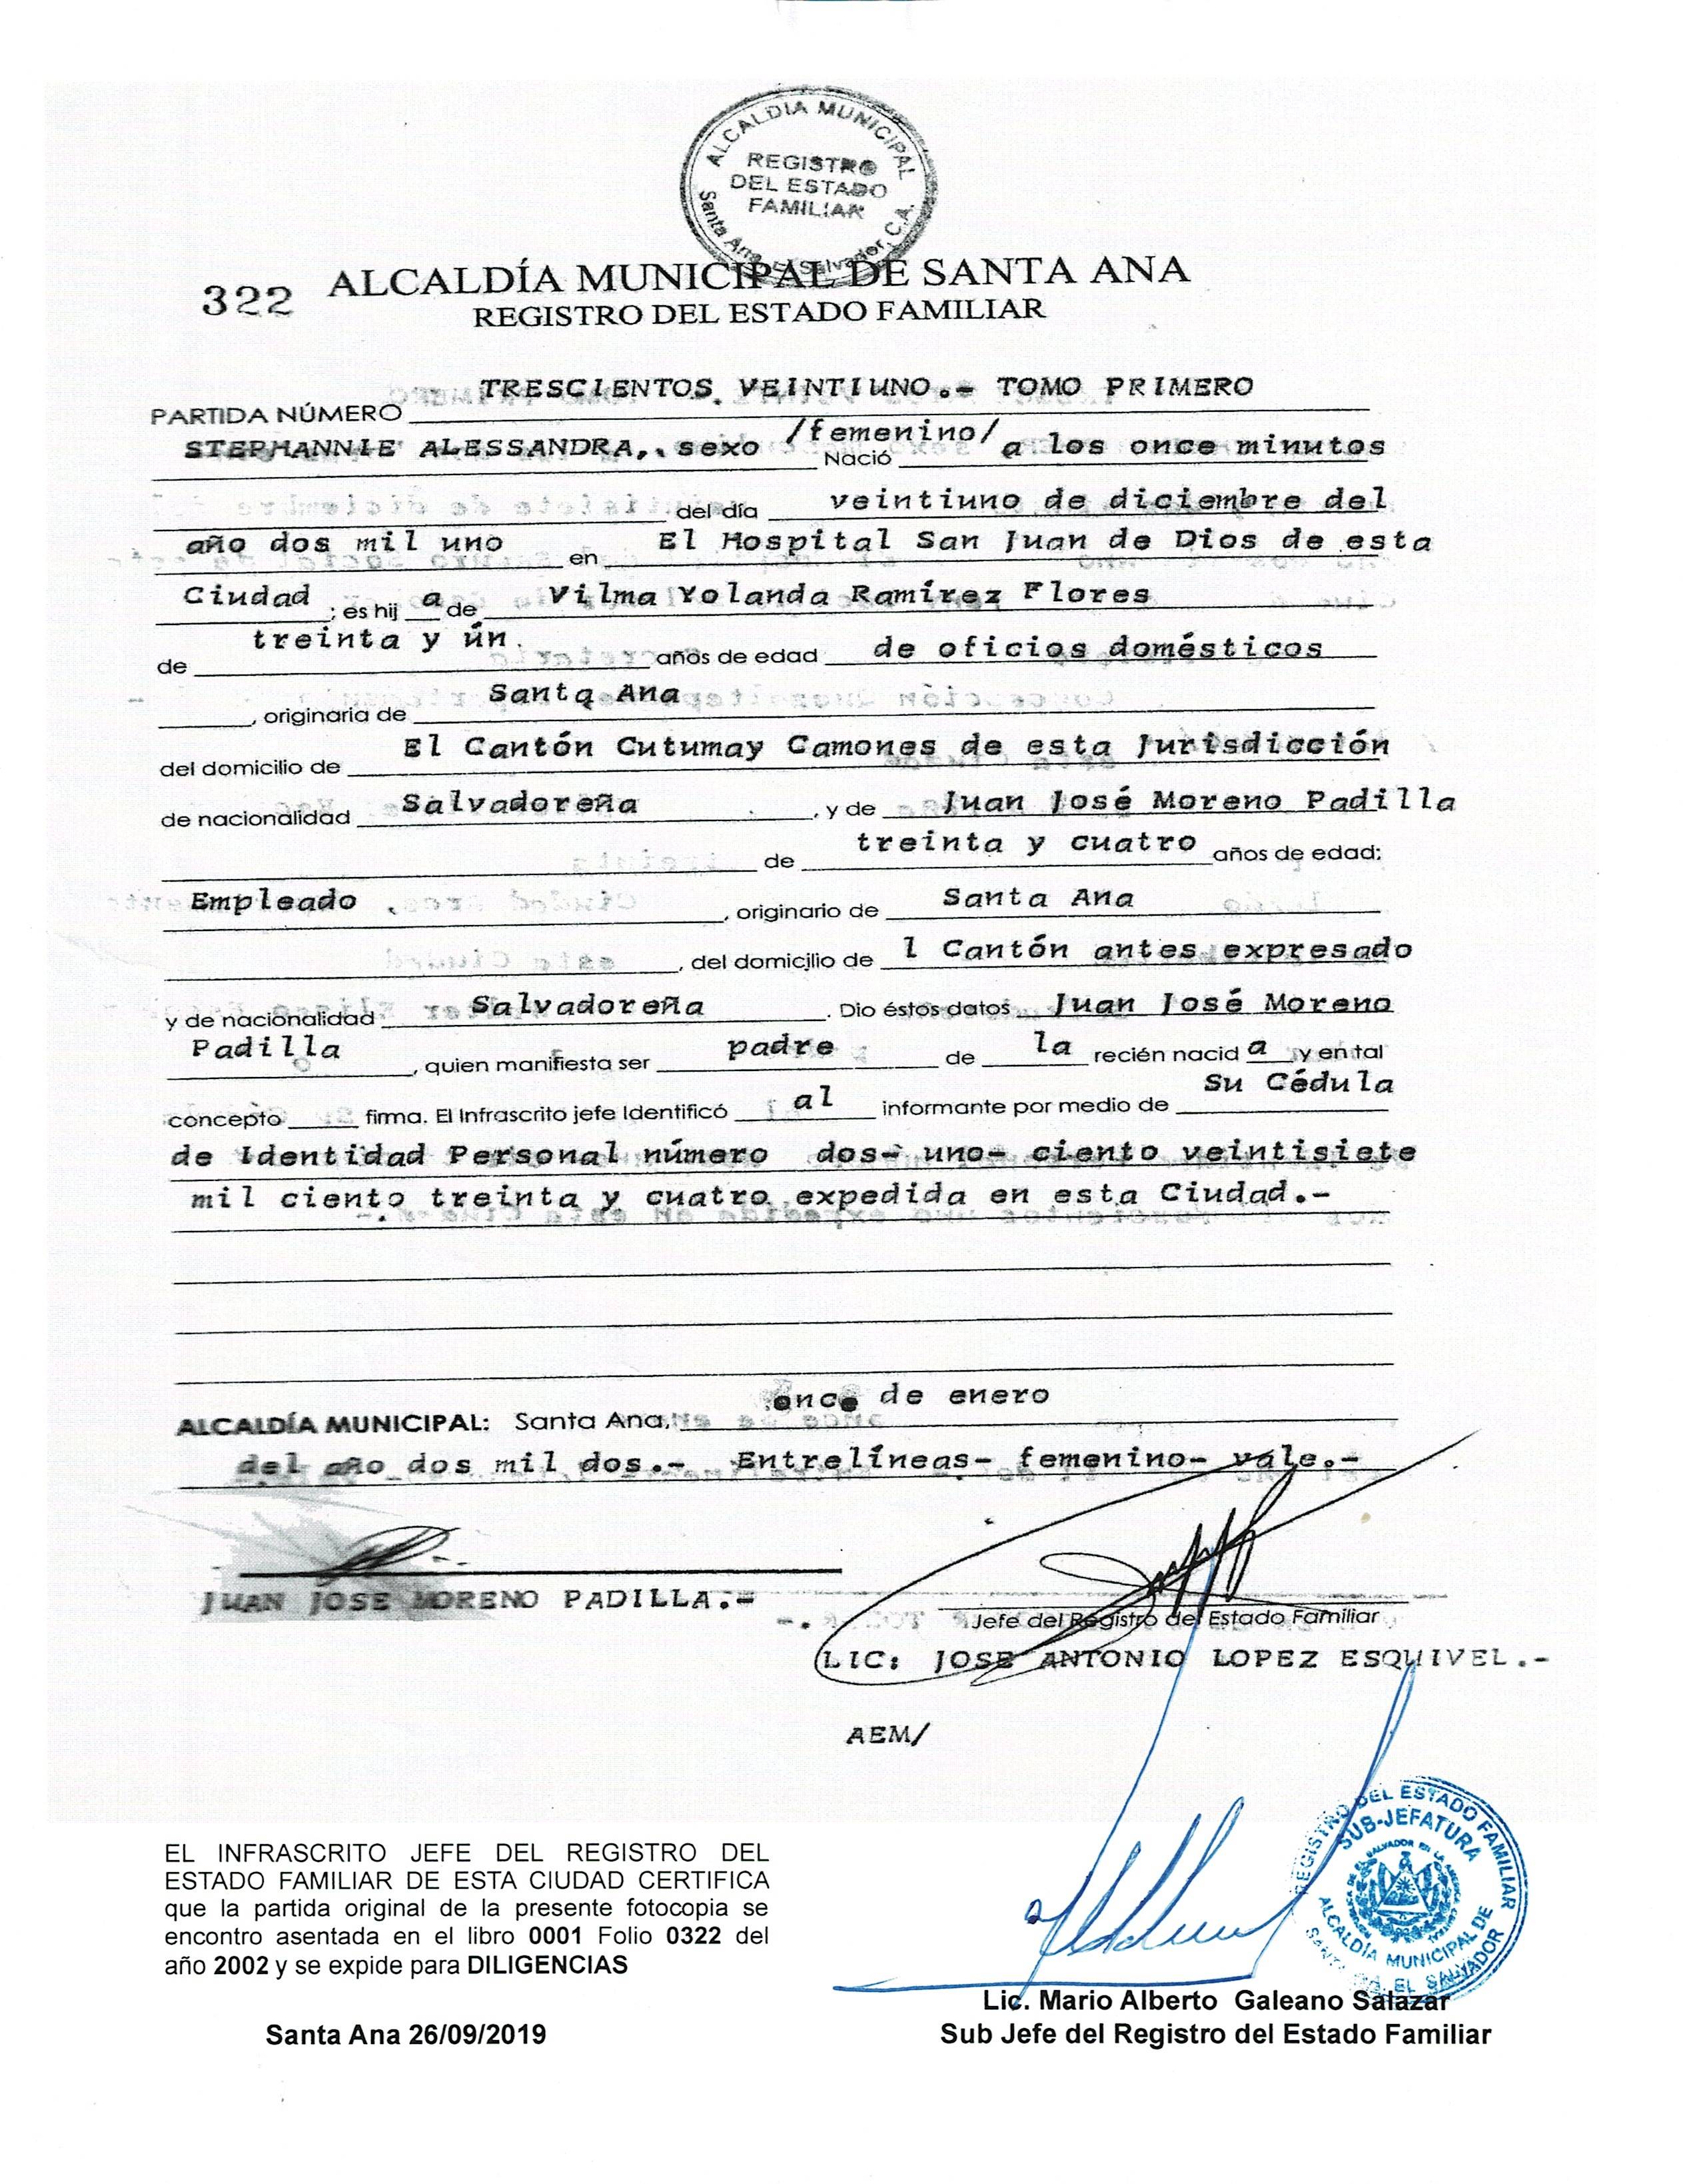 ALCALDIA MUNICIPAL
REGISTRO
DEL ESTADO
FAMILIAR
Santa Ana, El Salvador, C.A.
322 ALCALDÍA MUNICIPAL DE SANTA ANA
REGISTRO DEL ESTADO FAMILIAR
PARTIDA NÚMERO TRESCIENTOS VEINTIUNO.- TOMO PRIMERO
STEPHANNIE ALESSANDRA,. sexo /femenino/ Nació a los once minutos
del día veintiuno de diciembre del
año dos mil uno en El Hospital San Juan de Dios de esta
Ciudad ; es hij a de Vilma Yolanda Ramírez Flores
de treinta y ún. años de edad de oficios domésticos
, originaria de Santa Ana
del domicilio de El Cantón Cutumay Camones de esta Jurisdicción
de nacionalidad Salvadoreña , y de Juan José Moreno Padilla
de treinta y cuatro años de edad;
Empleado , originario de Santa Ana
, del domicilio de l Cantón antes expresado
y de nacionalidad Salvadoreña . Dio éstos datos Juan José Moreno
Padilla , quien manifiesta ser padre de la recién nacid a y en tal
concepto firma. El Infrascrito jefe Identificó al informante por medio de Su Cédula
de Identidad Personal número dos- uno- ciento veintisiete
mil ciento treinta y cuatro expedida en esta Ciudad.-
ALCALDÍA MUNICIPAL: Santa Ana, once de enero
del año dos mil dos.- Entrelíneas- femenino- vale.-
JUAN JOSE MORENO PADILLA.-
Jefe del Registro del Estado Familiar
LIC: JOSE ANTONIO LOPEZ ESQUIVEL.-
AEM/
EL INFRASCRITO JEFE DEL REGISTRO DEL
ESTADO FAMILIAR DE ESTA CIUDAD CERTIFICA
que la partida original de la presente fotocopia se
encontro asentada en el libro 0001 Folio 0322 del
año 2002 y se expide para DILIGENCIAS
Santa Ana 26/09/2019
REGISTRO DEL ESTADO FAMILIAR
SUB-JEFATURA
ALCALDÍA MUNICIPAL DE
SANTA ANA, EL SALVADOR
Lic. Mario Alberto Galeano Salazar
Sub Jefe del Registro del Estado Familiar